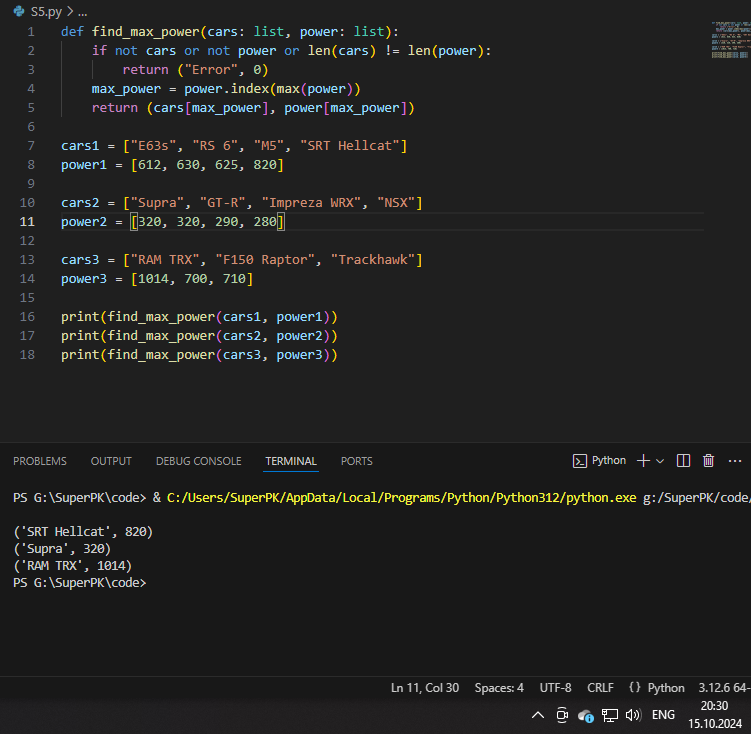 S5.py > ...
1 def find_max_power(cars: list, power: list):
2     if not cars or not power or len(cars) != len(power):
3         return ("Error", 0)
4     max_power = power.index(max(power))
5     return (cars[max_power], power[max_power])
6
7 cars1 = ["E63s", "RS 6", "M5", "SRT Hellcat"]
8 power1 = [612, 630, 625, 820]
9
10 cars2 = ["Supra", "GT-R", "Impreza WRX", "NSX"]
11 power2 = [320, 320, 290, 280]
12
13 cars3 = ["RAM TRX", "F150 Raptor", "Trackhawk"]
14 power3 = [1014, 700, 710]
15
16 print(find_max_power(cars1, power1))
17 print(find_max_power(cars2, power2))
18 print(find_max_power(cars3, power3))
PROBLEMS OUTPUT DEBUG CONSOLE TERMINAL PORTS Python
PS G:\SuperPK\code> & C:/Users/SuperPK/AppData/Local/Programs/Python/Python312/python.exe g:/SuperPK/code/
('SRT Hellcat', 820)
('Supra', 320)
('RAM TRX', 1014)
PS G:\SuperPK\code>
Ln 11, Col 30 Spaces: 4 UTF-8 CRLF {} Python 3.12.6 64-
20:30
ENG
15.10.2024